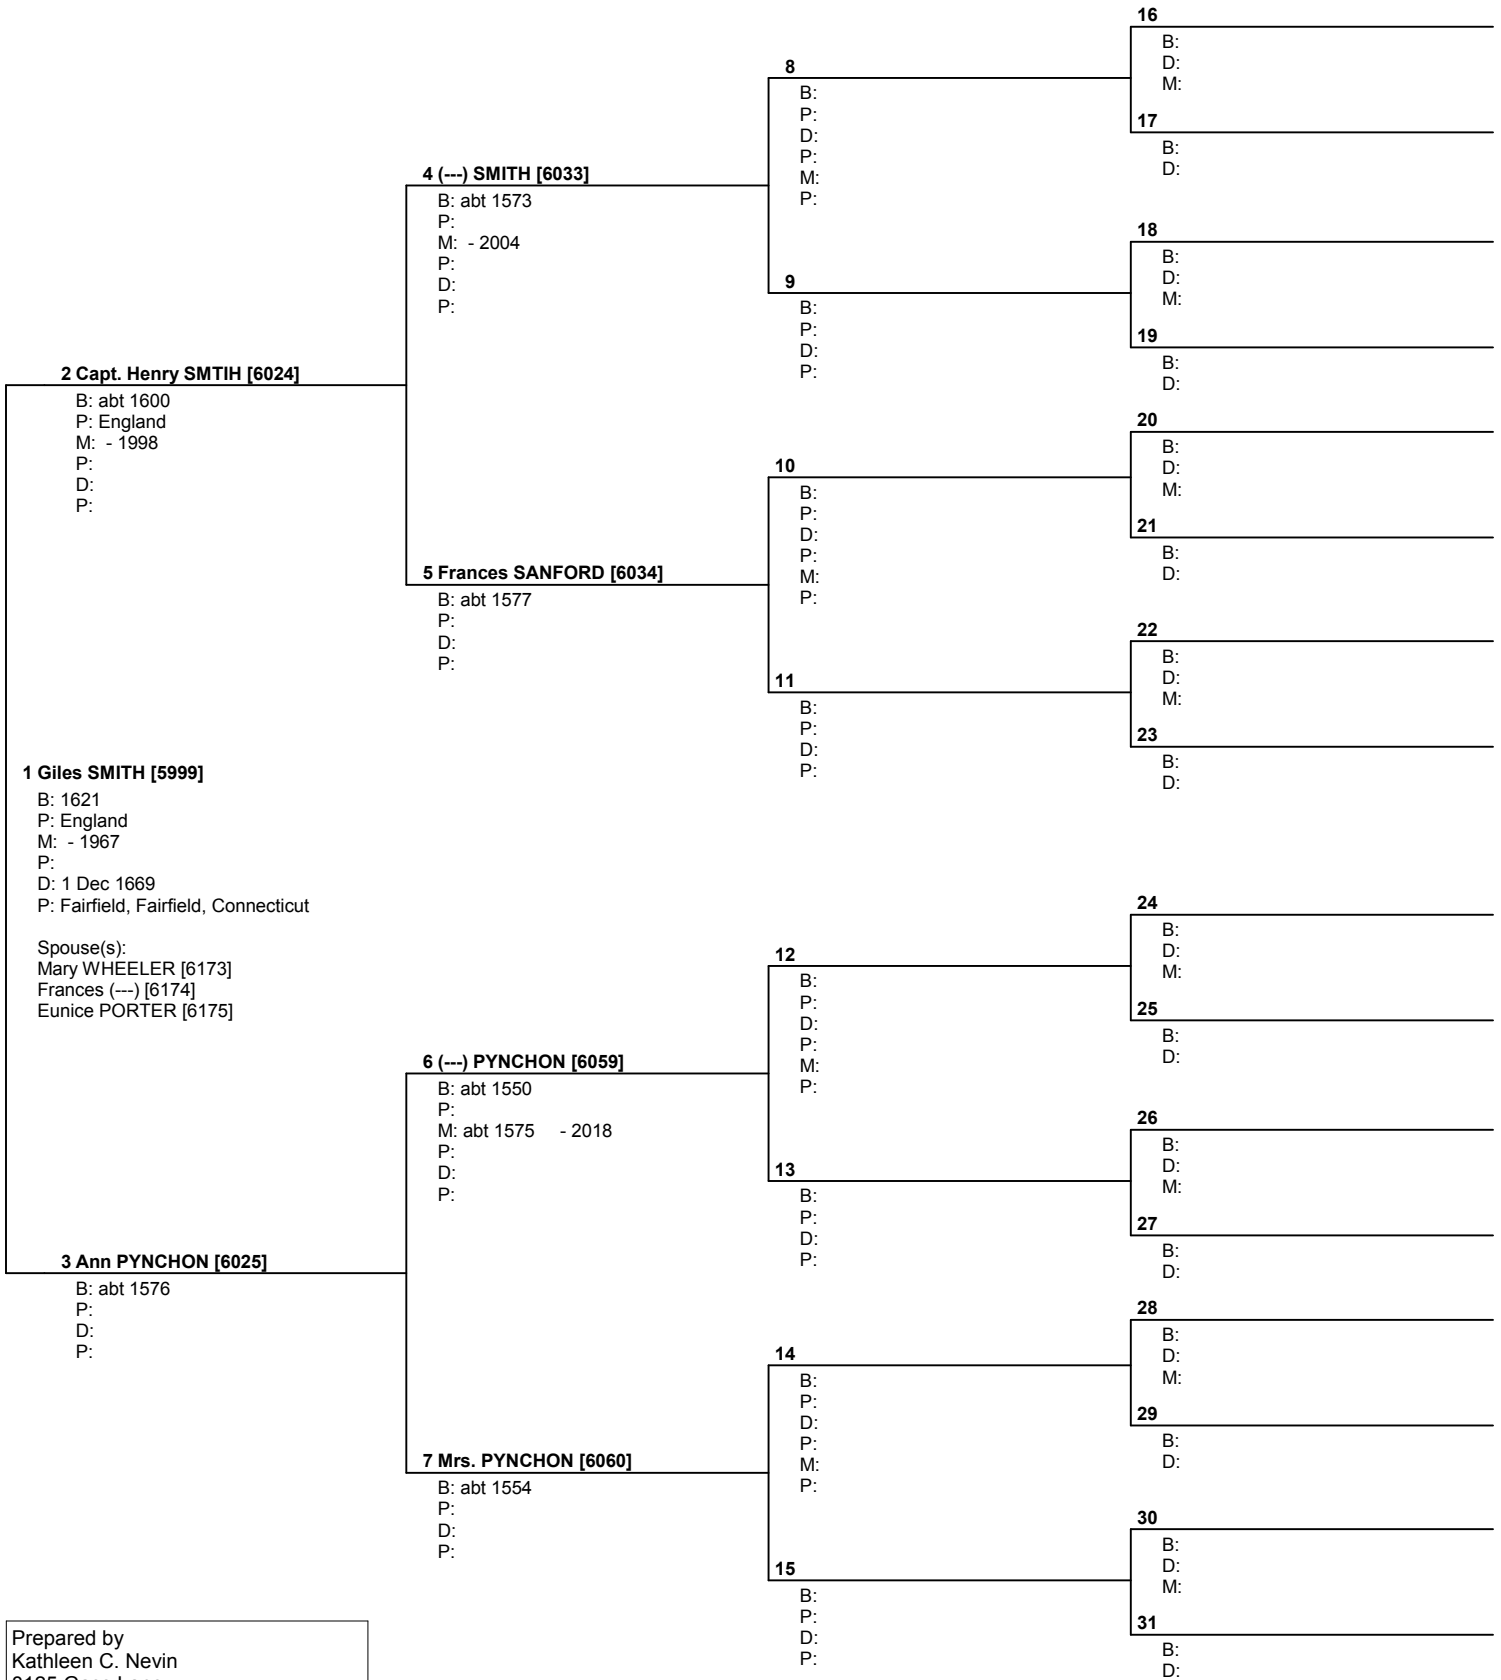 1 Giles SMITH [5999]
B: 1621
P: England
M:  - 1967
P:
D: 1 Dec 1669
P: Fairfield, Fairfield, Connecticut
Spouse(s):
Mary WHEELER [6173]
Frances (---) [6174]
Eunice PORTER [6175]
2 Capt. Henry SMTIH [6024]
B: abt 1600
P: England
M:  - 1998
P:
D:
P:
3 Ann PYNCHON [6025]
B: abt 1576
P:
D:
P:
4 (---) SMITH [6033]
B: abt 1573
P:
M:  - 2004
P:
D:
P:
5 Frances SANFORD [6034]
B: abt 1577
P:
D:
P:
6 (---) PYNCHON [6059]
B: abt 1550
P:
M: abt 1575 - 2018
P:
D:
P:
7 Mrs. PYNCHON [6060]
B: abt 1554
P:
D:
P:
8
B:
P:
D:
P:
M:
P:
9
B:
P:
D:
P:
10
B:
P:
D:
P:
M:
P:
11
B:
P:
D:
P:
12
B:
P:
D:
P:
M:
P:
13
B:
P:
D:
P:
14
B:
P:
D:
P:
M:
P:
15
B:
P:
D:
P:
16
B:
D:
M:
17
B:
D:
18
B:
D:
M:
19
B:
D:
20
B:
D:
M:
21
B:
D:
22
B:
D:
M:
23
B:
D:
24
B:
D:
M:
25
B:
D:
26
B:
D:
M:
27
B:
D:
28
B:
D:
M:
29
B:
D:
30
B:
D:
M:
31
B:
D:
Prepared by
Kathleen C. Nevin